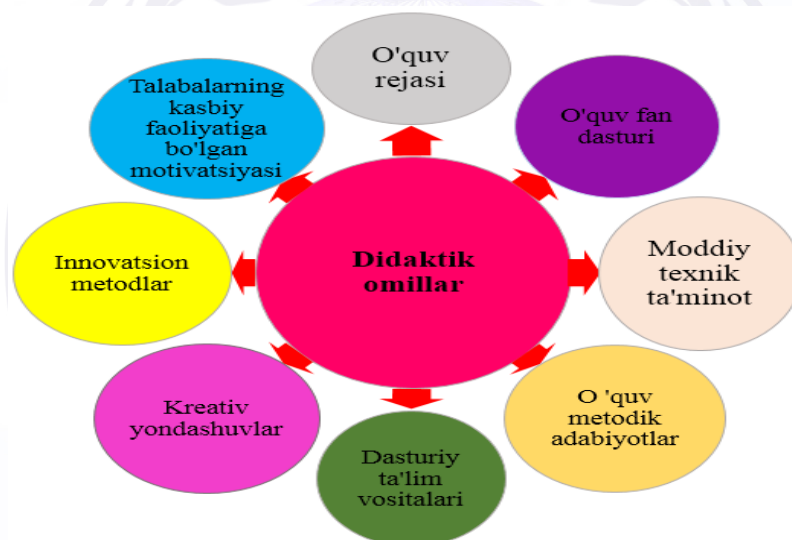 O'quv
rejasi
O'quv fan
dasturi
Moddiy
texnik
ta'minot
O 'quv
metodik
adabiyotlar
Dasturiy
ta'lim
vositalari
Kreativ
yondashuvlar
Innovatsion
metodlar
Talabalarning
kasbiy
faoliyatiga
bo'lgan
motivatsiyasi
Didaktik
omillar